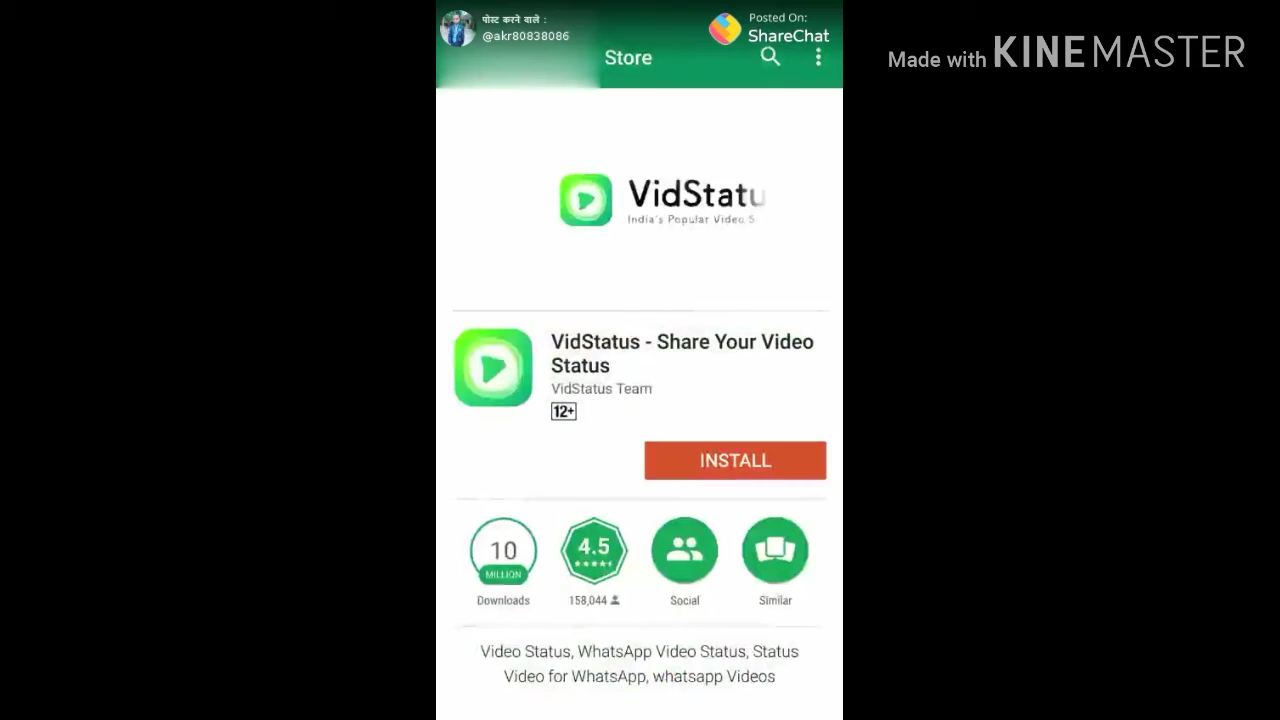 पोस्ट करने वाले :
@akr80838086
Posted On:
ShareChat
Made with KINEMASTER
Store
VidStatu
India's Popular Video S
VidStatus - Share Your Video
Status
VidStatus Team
12+
INSTALL
10
MILLION
Downloads
4.5
158,044
Social
Similar
Video Status, WhatsApp Video Status, Status
Video for WhatsApp, whatsapp Videos